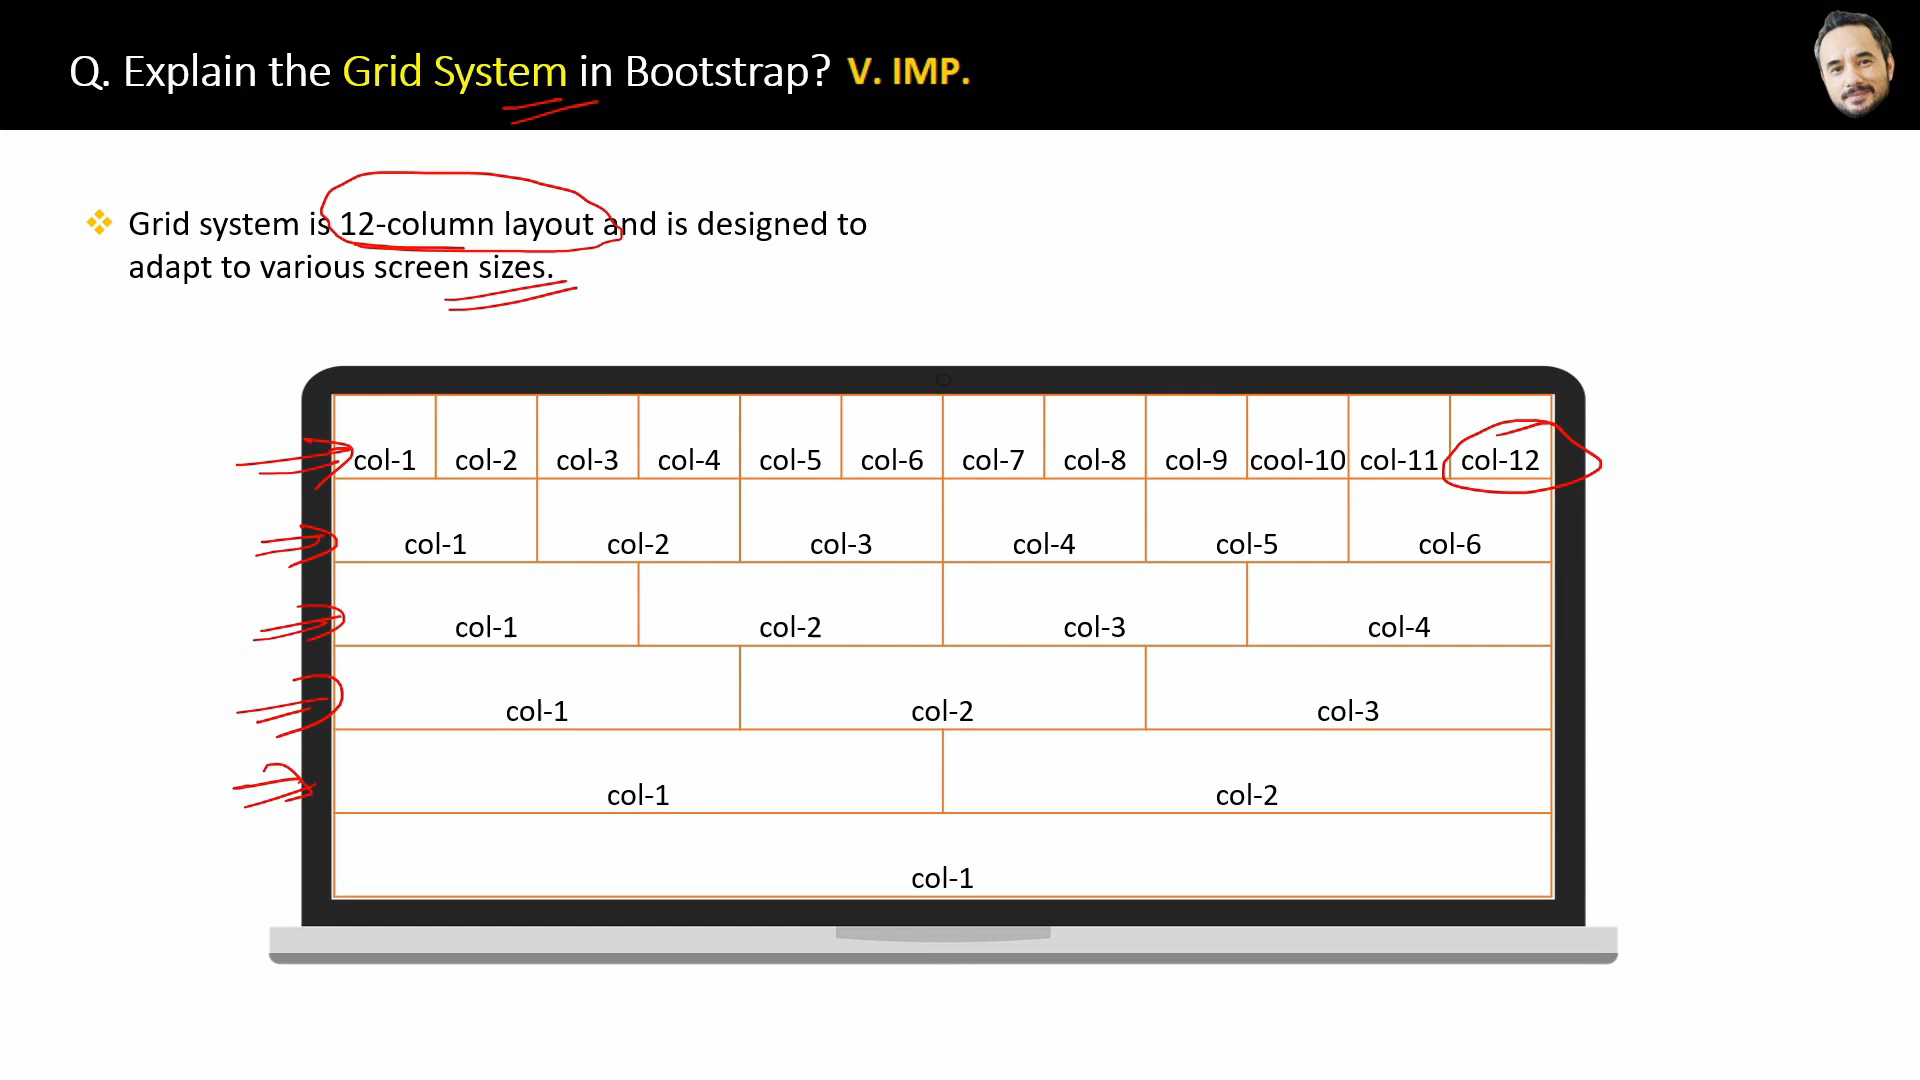 Q. Explain the Grid System in Bootstrap? V. IMP.
❖ Grid system is 12-column layout and is designed to
adapt to various screen sizes.
col-1 col-2 col-3 col-4 col-5 col-6 col-7 col-8 col-9 cool-10 col-11 col-12
col-1 col-2 col-3 col-4 col-5 col-6
col-1 col-2 col-3 col-4
col-1 col-2 col-3
col-1 col-2
col-1